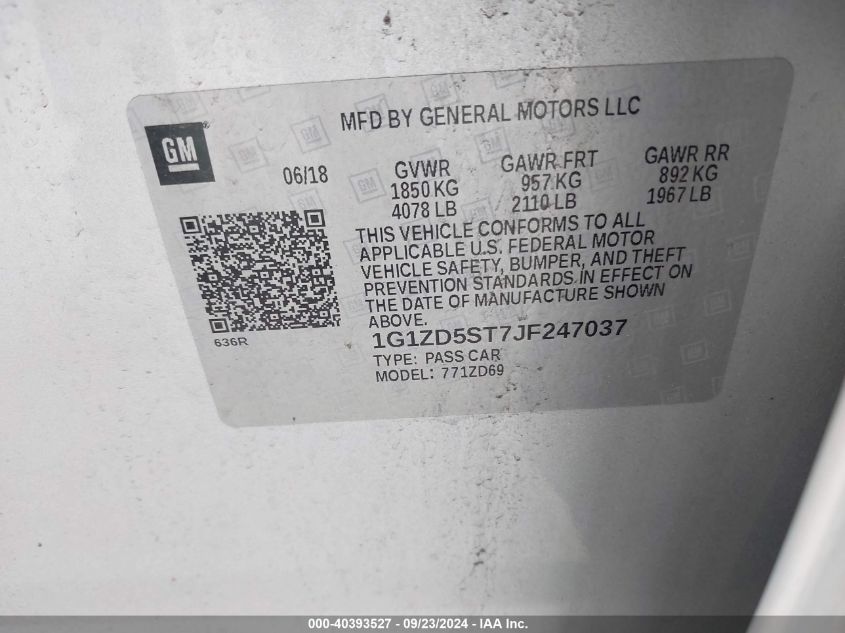 MFD BY GENERAL MOTORS LLC
GM
®
06/18
GVWR
1850 KG
4078 LB
GAWR FRT
957 KG
2110 LB
GAWR RR
892 KG
1967 LB
THIS VEHICLE CONFORMS TO ALL
APPLICABLE U.S. FEDERAL MOTOR
VEHICLE SAFETY, BUMPER, AND THEFT
PREVENTION STANDARDS IN EFFECT ON
THE DATE OF MANUFACTURE SHOWN
ABOVE.
636R
1G1ZD5ST7JF247037
TYPE: PASS CAR
MODEL: 771ZD69
000-40393527 - 09/23/2024 - IAA Inc.